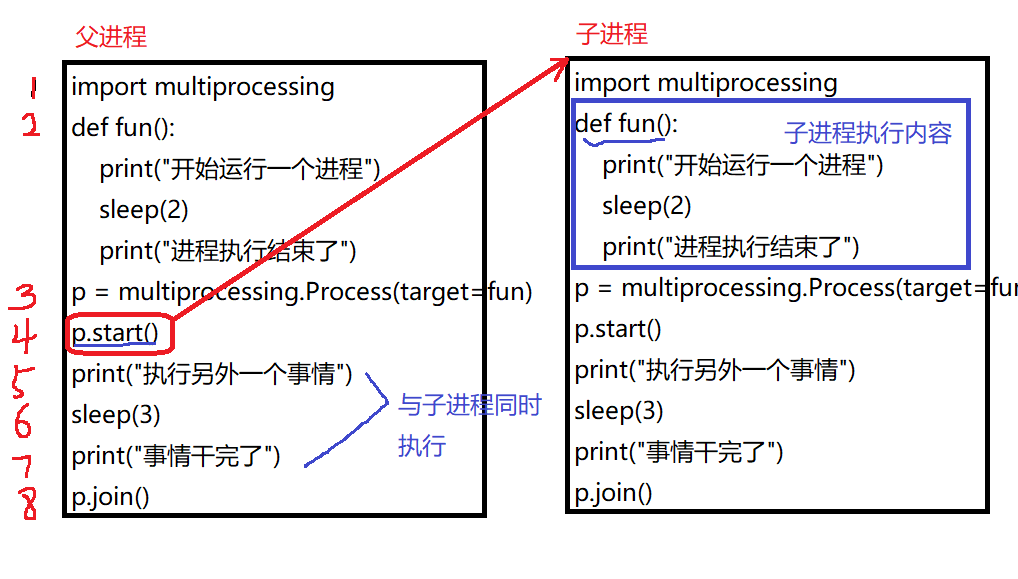 父进程
1 import multiprocessing
2 def fun():
print("开始运行一个进程")
sleep(2)
print("进程执行结束了")
3 p = multiprocessing.Process(target=fun)
4 p.start()
5 print("执行另外一个事情")
6 sleep(3)
7 print("事情干完了")
8 p.join()
与子进程同时
执行
子进程
import multiprocessing
def fun():
子进程执行内容
print("开始运行一个进程")
sleep(2)
print("进程执行结束了")
p = multiprocessing.Process(target=fun
p.start()
print("执行另外一个事情")
sleep(3)
print("事情干完了")
p.join()